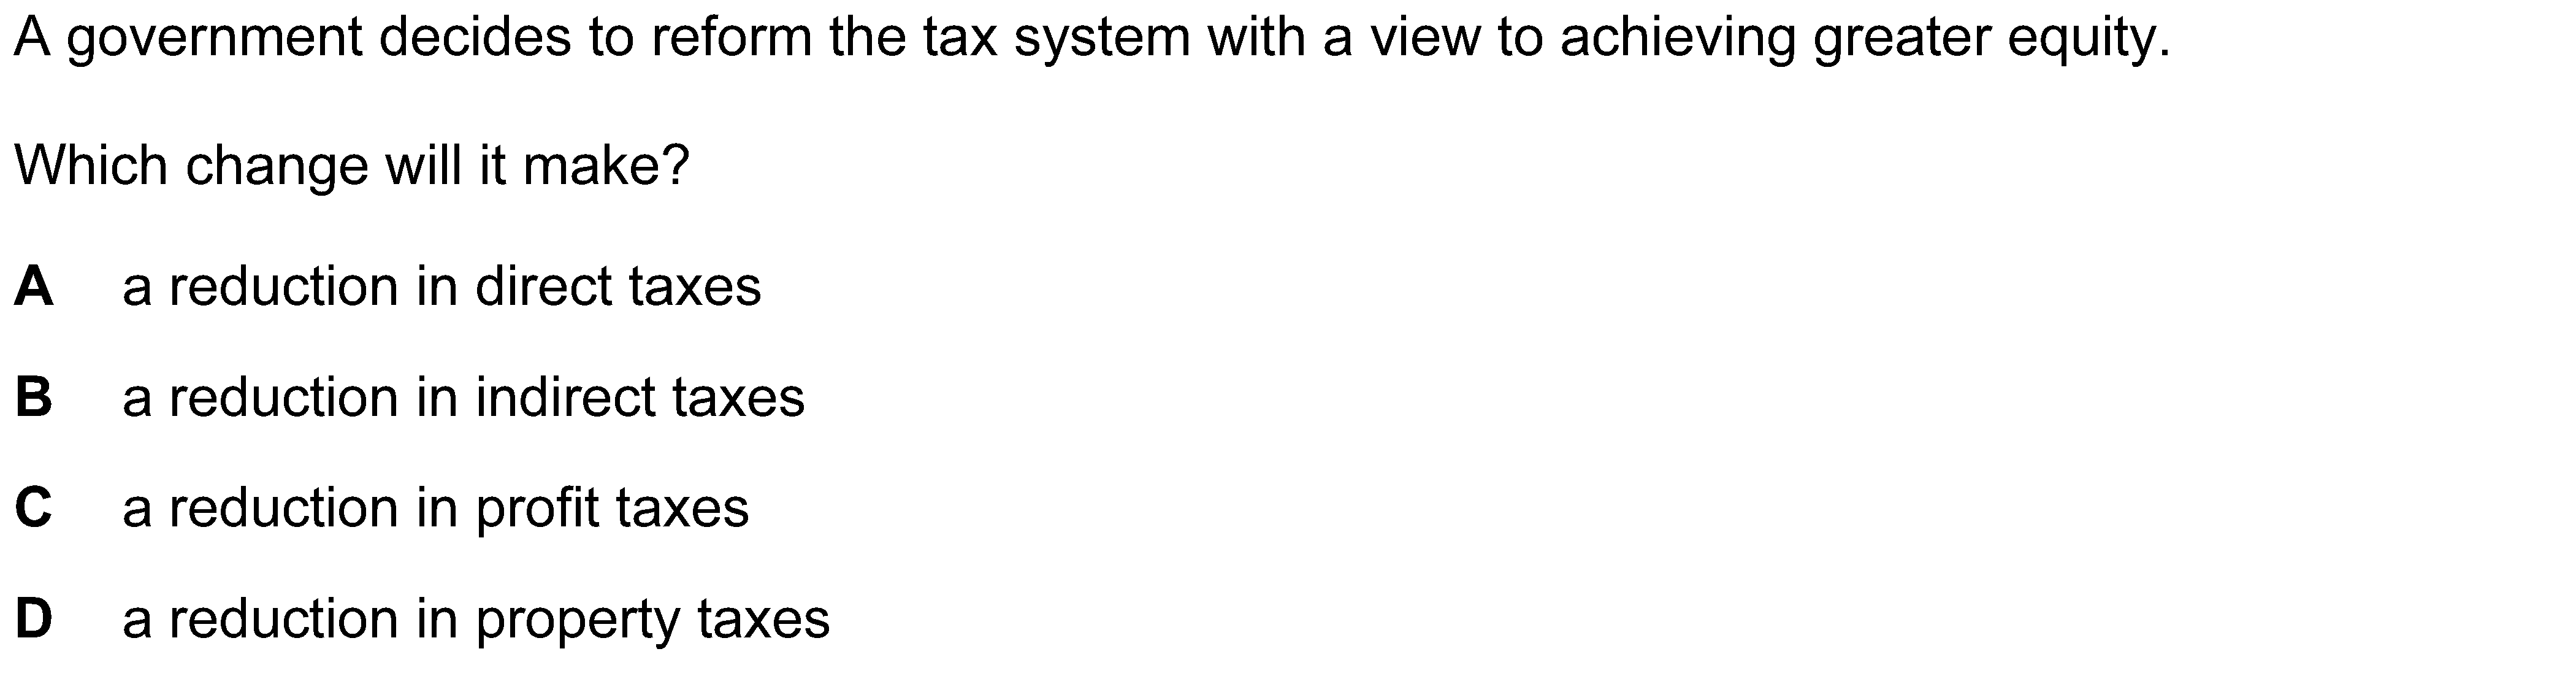 A government decides to reform the tax system with a view to achieving greater equity.
Which change will it make?
A a reduction in direct taxes
B a reduction in indirect taxes
C a reduction in profit taxes
D a reduction in property taxes